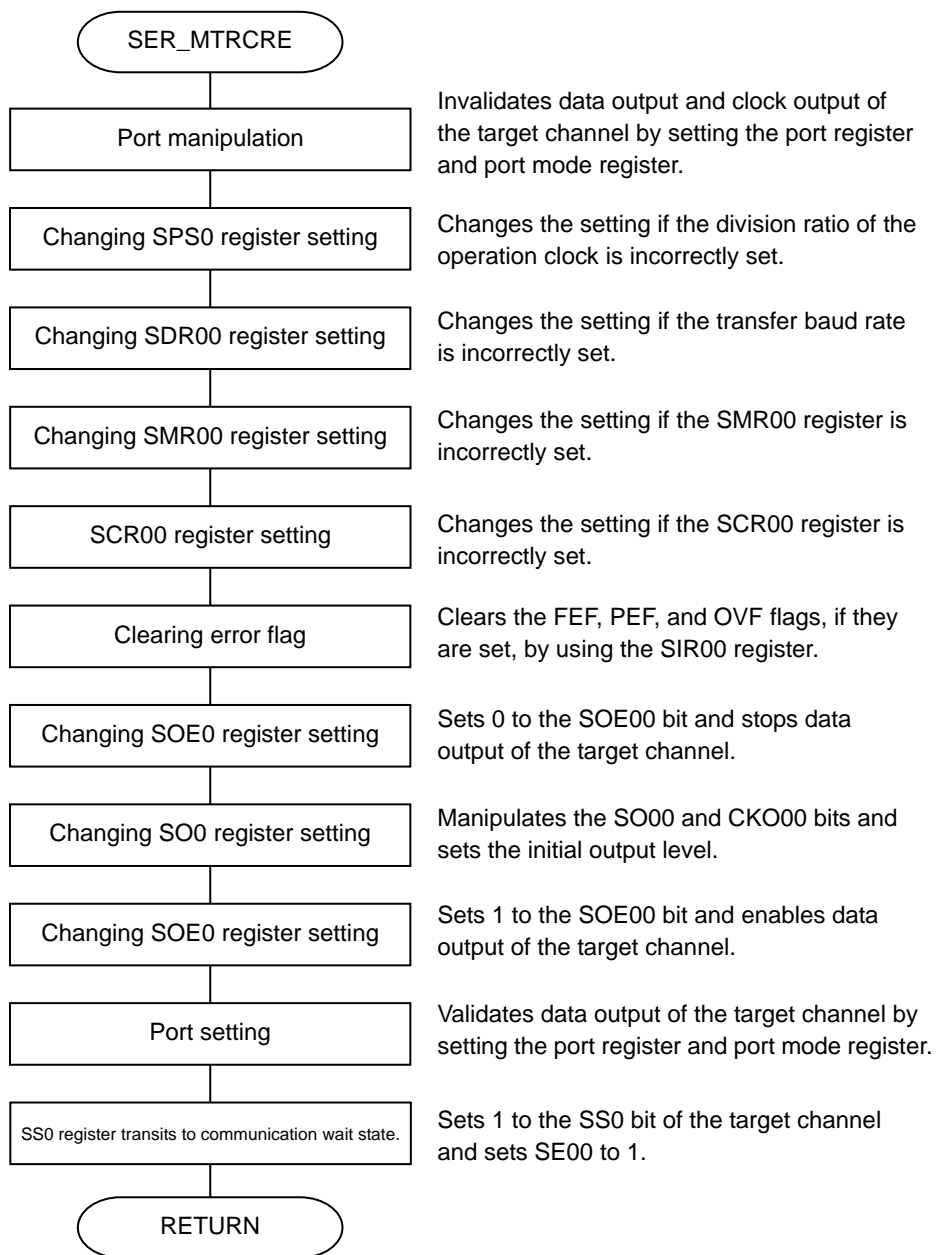 SER_MTRCRE
Port manipulation
Invalidates data output and clock output of
the target channel by setting the port register
and port mode register.
Changing SPS0 register setting
Changes the setting if the division ratio of the
operation clock is incorrectly set.
Changing SDR00 register setting
Changes the setting if the transfer baud rate
is incorrectly set.
Changing SMR00 register setting
Changes the setting if the SMR00 register is
incorrectly set.
SCR00 register setting
Changes the setting if the SCR00 register is
incorrectly set.
Clearing error flag
Clears the FEF, PEF, and OVF flags, if they
are set, by using the SIR00 register.
Changing SOE0 register setting
Sets 0 to the SOE00 bit and stops data
output of the target channel.
Changing SO0 register setting
Manipulates the SO00 and CKO00 bits and
sets the initial output level.
Changing SOE0 register setting
Sets 1 to the SOE00 bit and enables data
output of the target channel.
Port setting
Validates data output of the target channel by
setting the port register and port mode register.
SS0 register transits to communication wait state.
Sets 1 to the SS0 bit of the target channel
and sets SE00 to 1.
RETURN